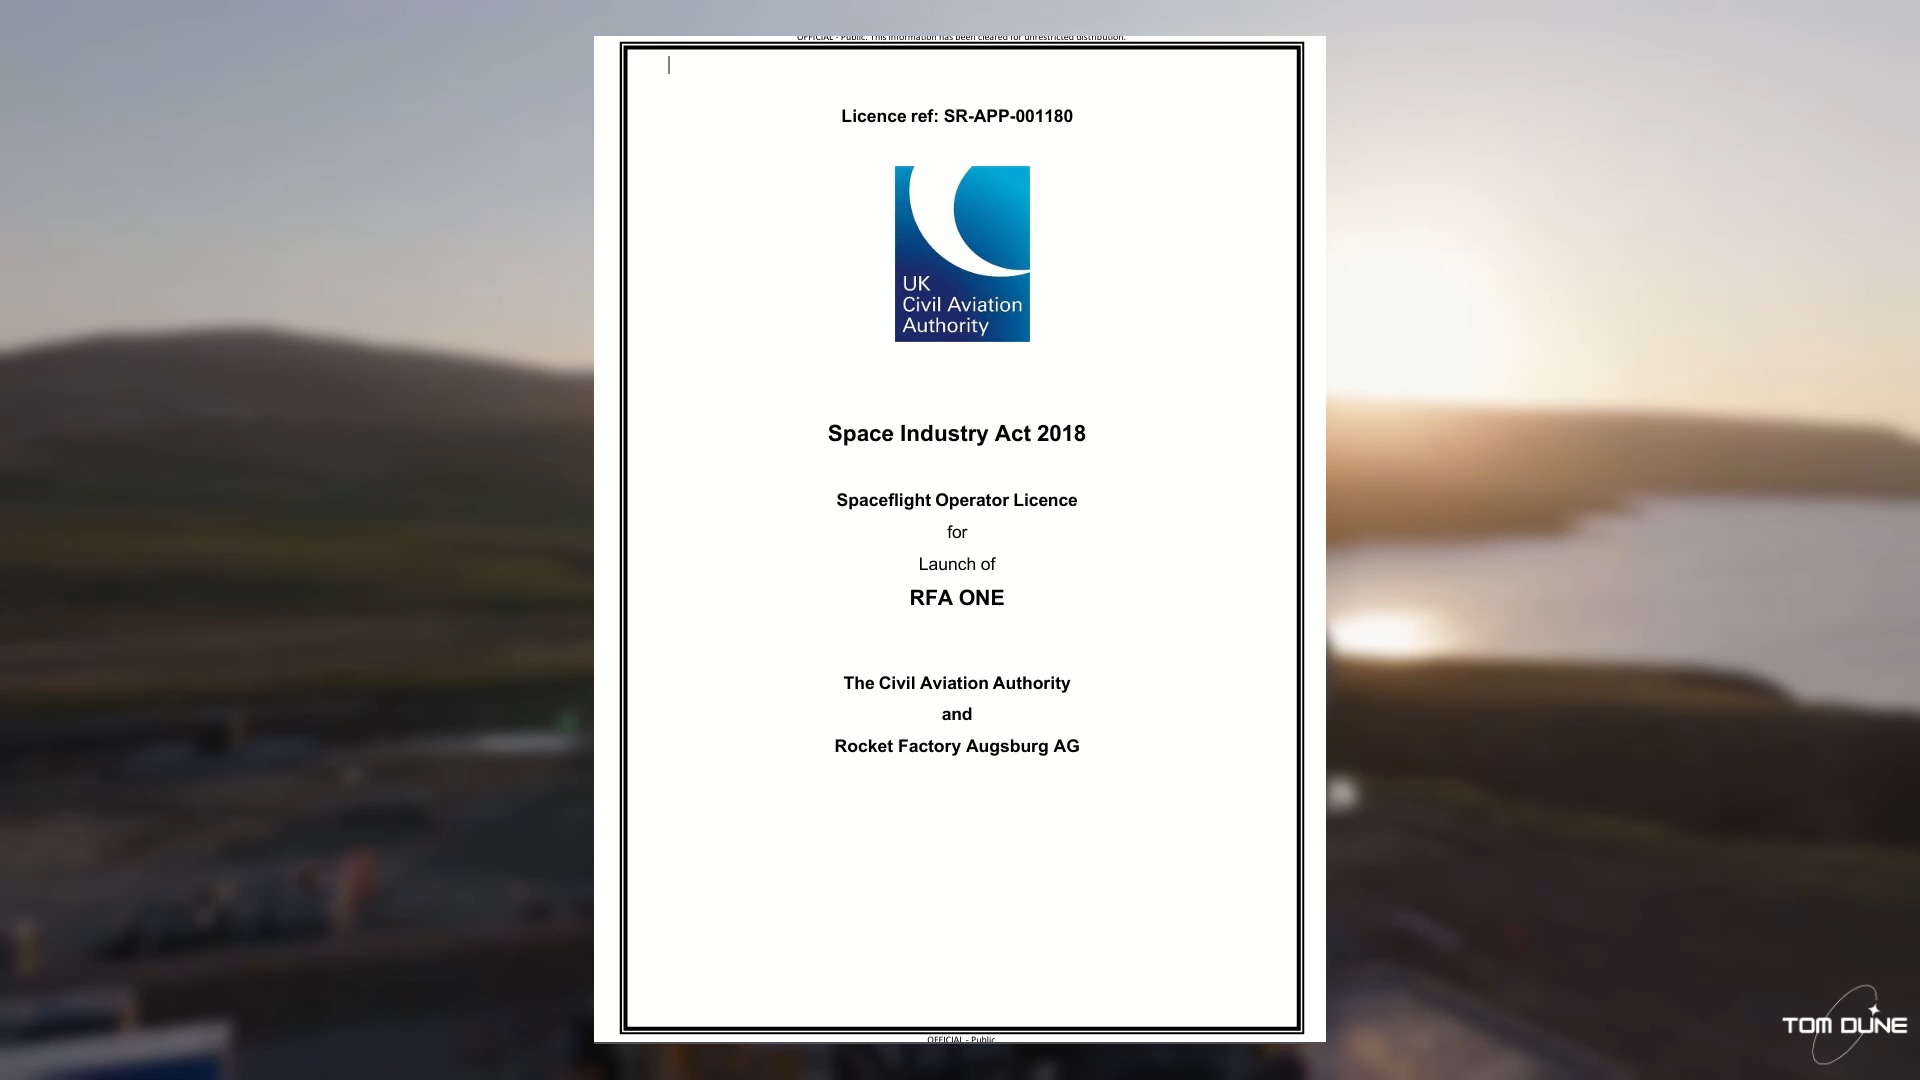 OFFICIAL - Public. This information has been cleared for unrestricted distribution.
Licence ref: SR-APP-001180
UK
Civil Aviation
Authority
Space Industry Act 2018
Spaceflight Operator Licence
for
Launch of
RFA ONE
The Civil Aviation Authority
and
Rocket Factory Augsburg AG
OFFICIAL - Public
TOM DUNE